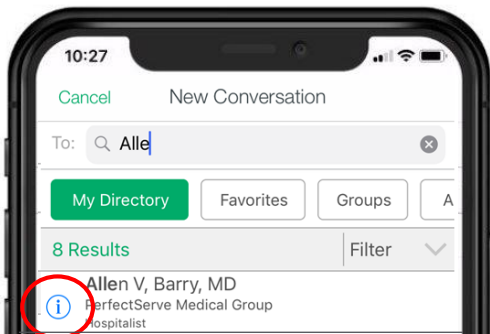 10:27
Cancel New Conversation
To: Alle
My Directory Favorites Groups A
8 Results Filter
i Allen V, Barry, MD
PerfectServe Medical Group
Hospitalist